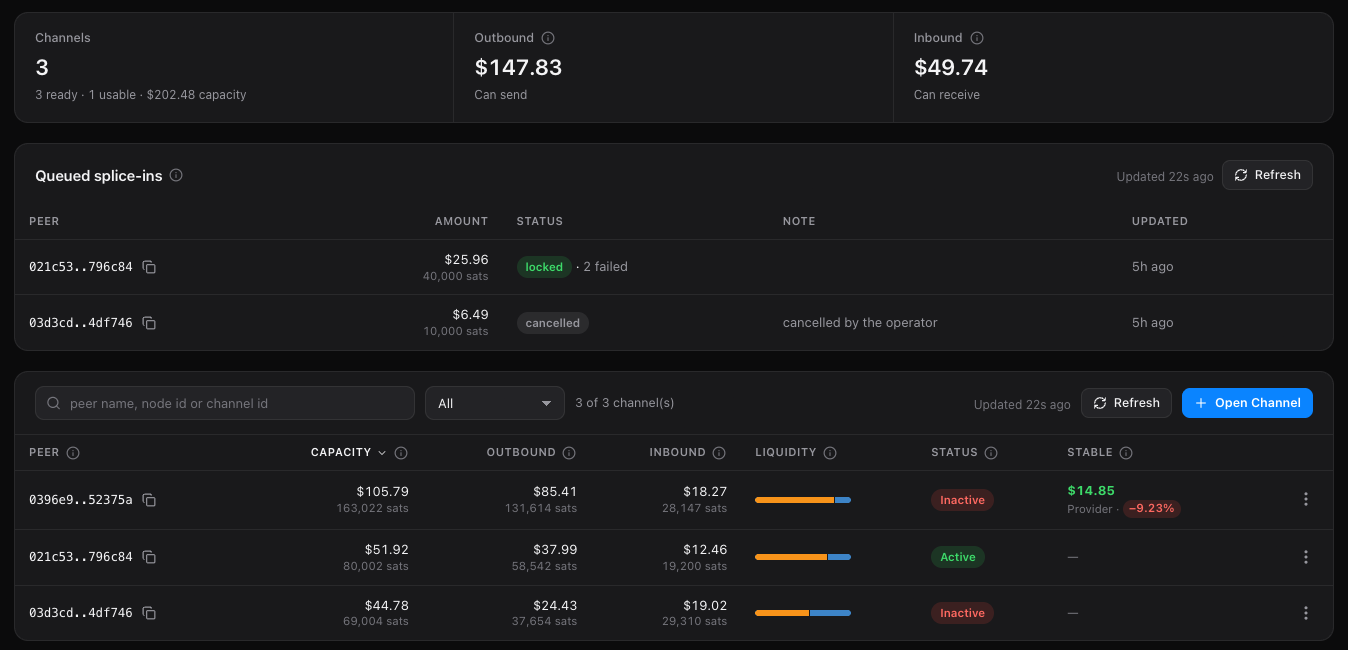 Channels
3
3 ready · 1 usable · $202.48 capacity
Outbound
$147.83
Can send
Inbound
$49.74
Can receive
Queued splice-ins
Updated 22s ago
Refresh
PEER AMOUNT STATUS NOTE UPDATED
021c53..796c84 $25.96 locked · 2 failed 5h ago
40,000 sats
03d3cd..4df746 $6.49 cancelled cancelled by the operator 5h ago
10,000 sats
peer name, node id or channel id
All
3 of 3 channel(s)
Updated 22s ago
Refresh
+ Open Channel
PEER CAPACITY OUTBOUND INBOUND LIQUIDITY STATUS STABLE
0396e9..52375a $105.79 $85.41 $18.27 Inactive $14.85
163,022 sats 131,614 sats 28,147 sats Provider · −9.23%
021c53..796c84 $51.92 $37.99 $12.46 Active —
80,002 sats 58,542 sats 19,200 sats
03d3cd..4df746 $44.78 $24.43 $19.02 Inactive —
69,004 sats 37,654 sats 29,310 sats